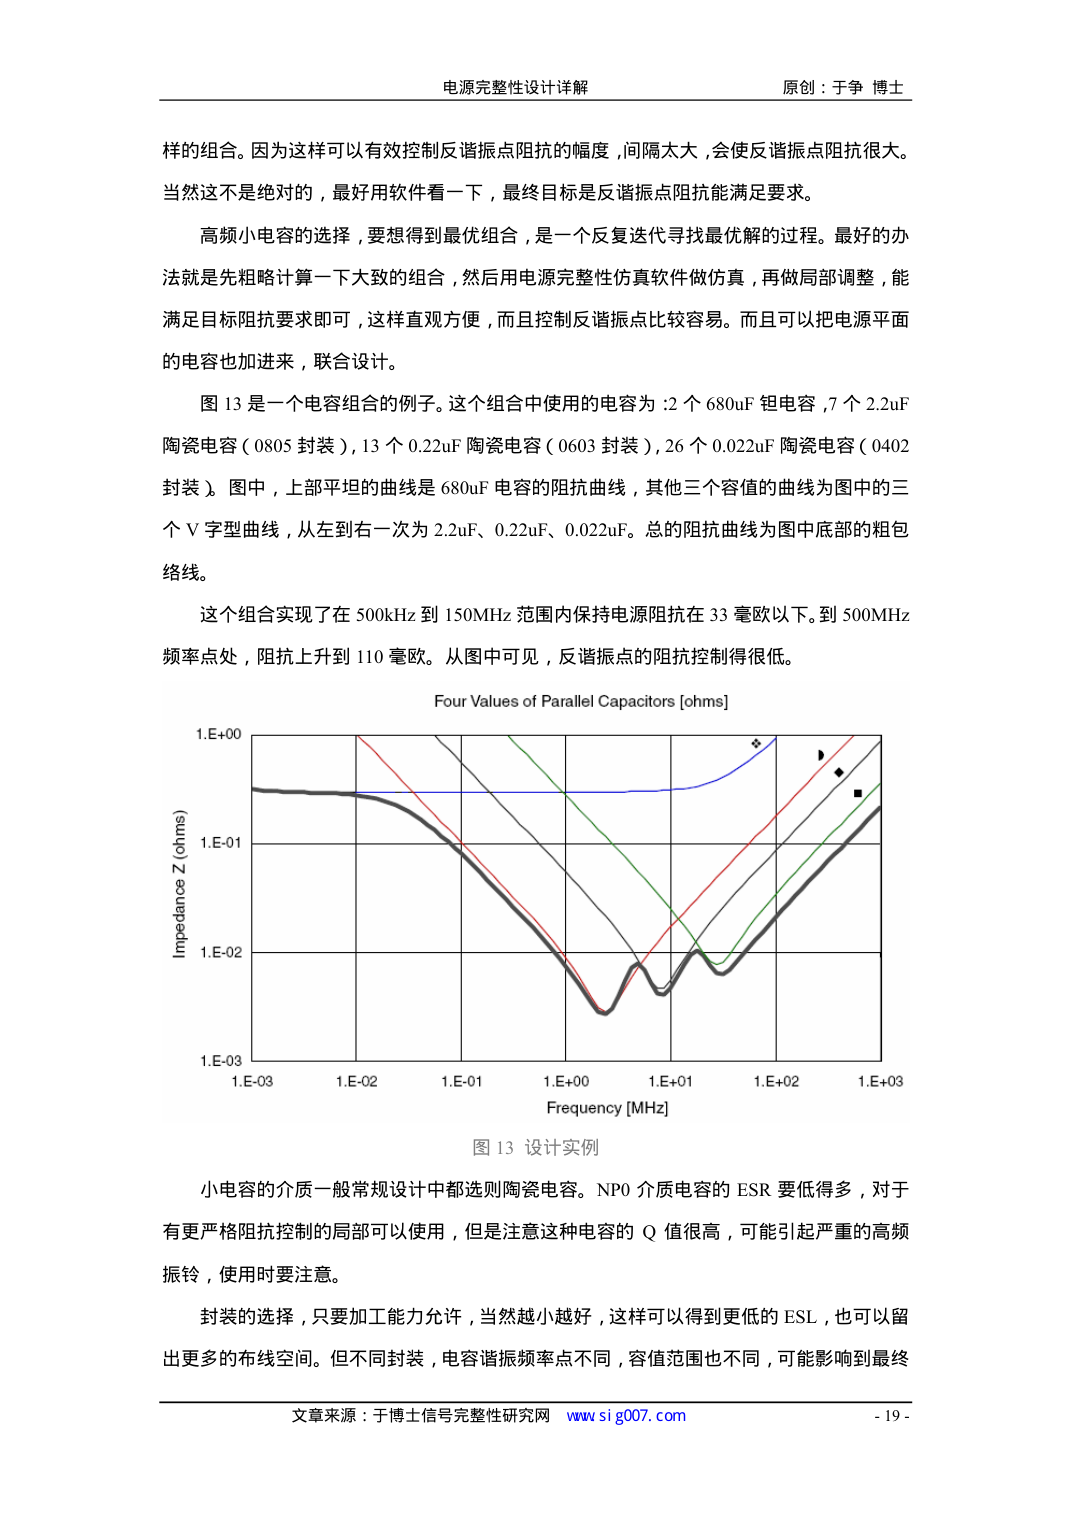 电源完整性设计详解 原创：于争 博士
样的组合。因为这样可以有效控制反谐振点阻抗的幅度，间隔太大，会使反谐振点阻抗很大。
当然这不是绝对的，最好用软件看一下，最终目标是反谐振点阻抗能满足要求。
高频小电容的选择，要想得到最优组合，是一个反复迭代寻找最优解的过程。最好的办
法就是先粗略计算一下大致的组合，然后用电源完整性仿真软件做仿真，再做局部调整，能
满足目标阻抗要求即可，这样直观方便，而且控制反谐振点比较容易。而且可以把电源平面
的电容也加进来，联合设计。
图 13 是一个电容组合的例子。这个组合中使用的电容为：2 个 680uF 钽电容，7 个 2.2uF
陶瓷电容（0805 封装），13 个 0.22uF 陶瓷电容（0603 封装），26 个 0.022uF 陶瓷电容（0402
封装）。图中，上部平坦的曲线是 680uF 电容的阻抗曲线，其他三个容值的曲线为图中的三
个 V 字型曲线，从左到右一次为 2.2uF、0.22uF、0.022uF。总的阻抗曲线为图中底部的粗包
络线。
这个组合实现了在 500kHz 到 150MHz 范围内保持电源阻抗在 33 毫欧以下。到 500MHz
频率点处，阻抗上升到 110 毫欧。从图中可见，反谐振点的阻抗控制得很低。
Four Values of Parallel Capacitors [ohms]
1.E+00
1.E-01
1.E-02
1.E-03
Impedance Z (ohms)
1.E-03 1.E-02 1.E-01 1.E+00 1.E+01 1.E+02 1.E+03
Frequency [MHz]
图 13 设计实例
小电容的介质一般常规设计中都选则陶瓷电容。NP0 介质电容的 ESR 要低得多，对于
有更严格阻抗控制的局部可以使用，但是注意这种电容的 Q 值很高，可能引起严重的高频
振铃，使用时要注意。
封装的选择，只要加工能力允许，当然越小越好，这样可以得到更低的 ESL，也可以留
出更多的布线空间。但不同封装，电容谐振频率点不同，容值范围也不同，可能影响到最终
文章来源：于博士信号完整性研究网 www.sig007.com - 19 -